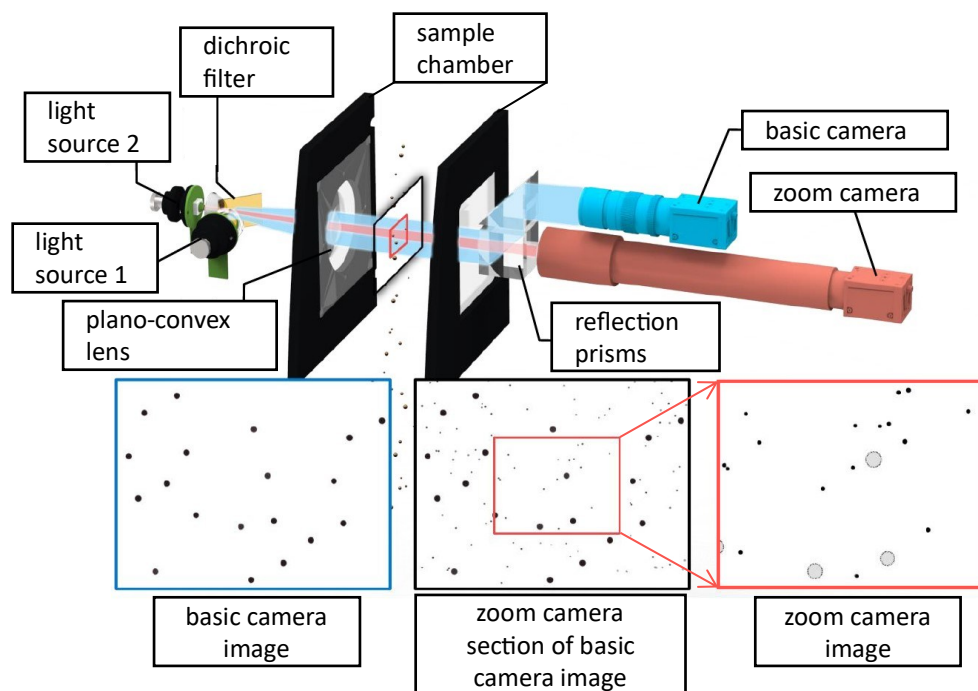 sample
chamber
dichroic
filter
light
source 2
basic camera
zoom camera
light
source 1
plano-convex
lens
reflection
prisms
basic camera
image
zoom camera
section of basic
camera image
zoom camera
image